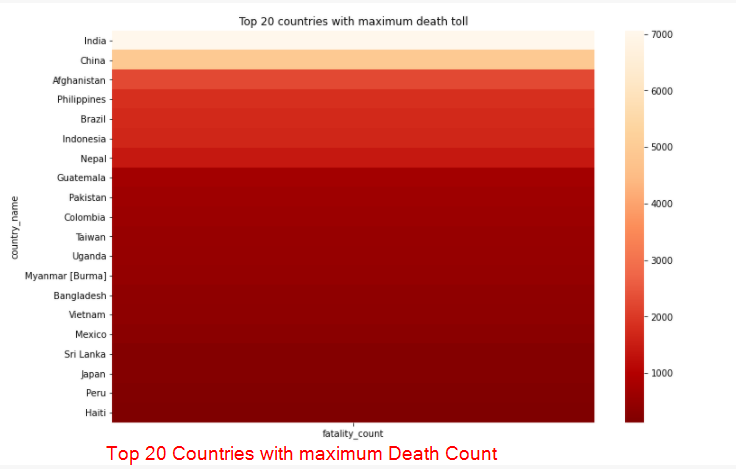 Top 20 countries with maximum death toll
India
China
Afghanistan
Philippines
Brazil
Indonesia
Nepal
Guatemala
Pakistan
Colombia
Taiwan
Uganda
Myanmar [Burma]
Bangladesh
Vietnam
Mexico
Sri Lanka
Japan
Peru
Haiti
country_name
fatality_count
7000
6000
5000
4000
3000
2000
1000
Top 20 Countries with maximum Death Count